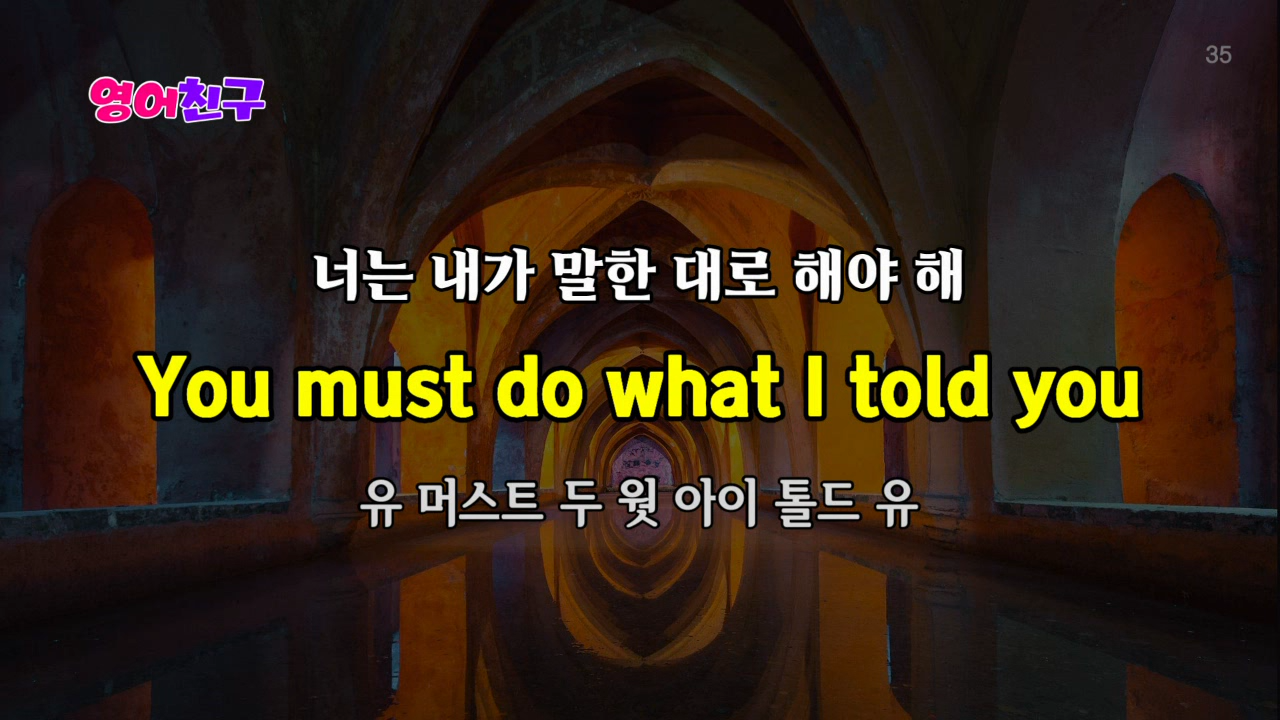 35
영어친구
너는 내가 말한 대로 해야 해
You must do what I told you
유 머스트 두 웟 아이 톨드 유